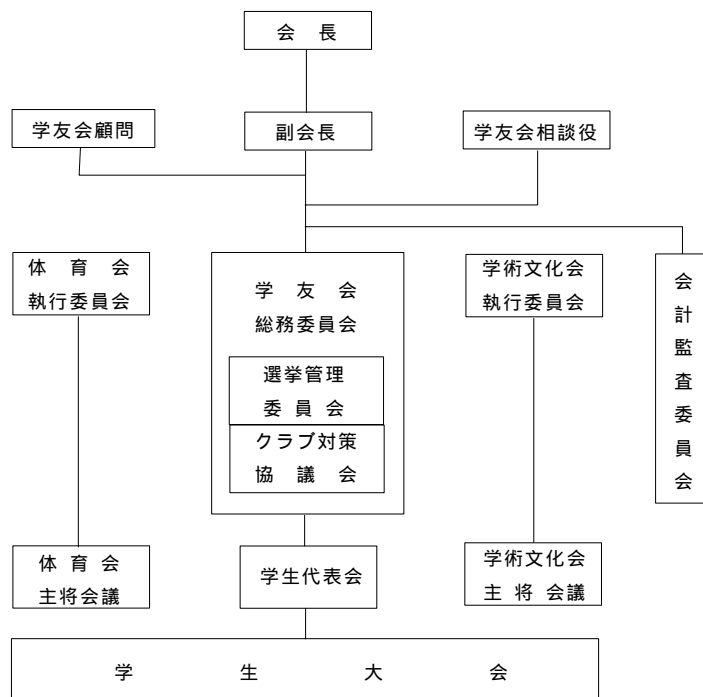 会　長
学友会顧問
副会長
学友会相談役
体　育　会
執行委員会
学　友　会
総務委員会
選挙管理
委　員　会
クラブ対策
協　議　会
学術文化会
執行委員会
会計監査委員会
体　育　会
主将会議
学生代表会
学術文化会
主　将　会議
学　生　大　会